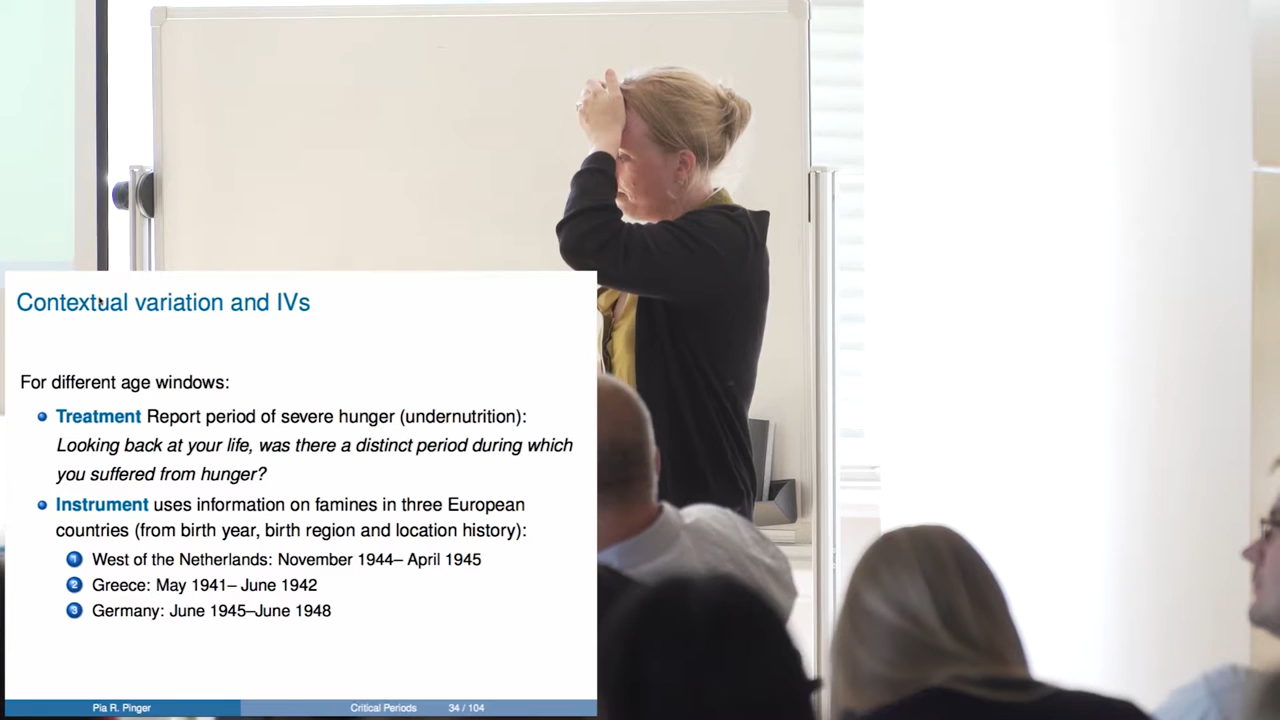 Contextual variation and IVs
For different age windows:
Treatment Report period of severe hunger (undernutrition):
Looking back at your life, was there a distinct period during which
you suffered from hunger?
Instrument uses information on famines in three European
countries (from birth year, birth region and location history):
1 West of the Netherlands: November 1944– April 1945
2 Greece: May 1941– June 1942
3 Germany: June 1945–June 1948
Pia R. Pinger Critical Periods 34 / 104